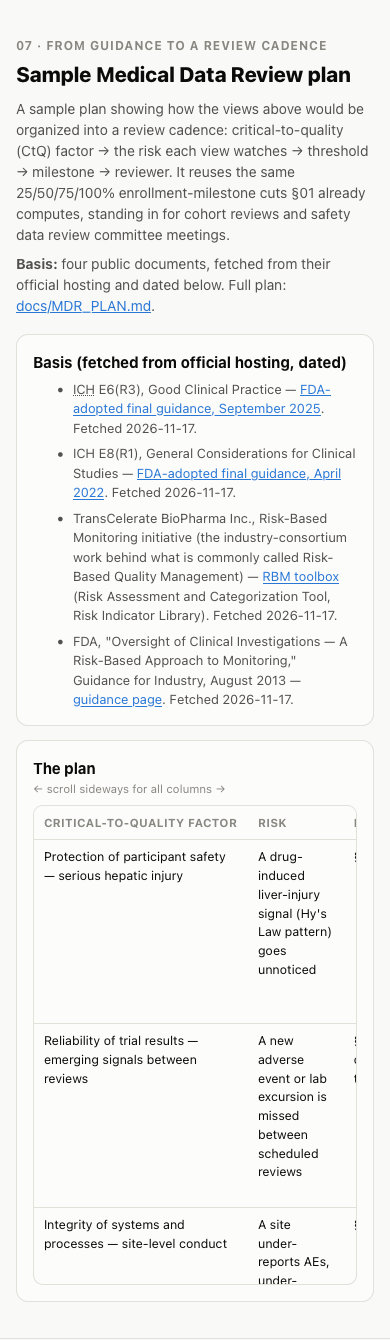 07 · FROM GUIDANCE TO A REVIEW CADENCE
Sample Medical Data Review plan
A sample plan showing how the views above would be
organized into a review cadence: critical-to-quality
(CtQ) factor → the risk each view watches → threshold
→ milestone → reviewer. It reuses the same
25/50/75/100% enrollment-milestone cuts §01 already
computes, standing in for cohort reviews and safety
data review committee meetings.
Basis: four public documents, fetched from their
official hosting and dated below. Full plan:
docs/MDR_PLAN.md.
Basis (fetched from official hosting, dated)
• ICH E6(R3), Good Clinical Practice — FDA-
adopted final guidance, September 2025.
Fetched 2026-11-17.
• ICH E8(R1), General Considerations for Clinical
Studies — FDA-adopted final guidance, April
2022. Fetched 2026-11-17.
• TransCelerate BioPharma Inc., Risk-Based
Monitoring initiative (the industry-consortium
work behind what is commonly called Risk-
Based Quality Management) — RBM toolbox
(Risk Assessment and Categorization Tool,
Risk Indicator Library). Fetched 2026-11-17.
• FDA, "Oversight of Clinical Investigations — A
Risk-Based Approach to Monitoring,"
Guidance for Industry, August 2013 —
guidance page. Fetched 2026-11-17.
The plan
← scroll sideways for all columns →
CRITICAL-TO-QUALITY FACTOR RISK
Protection of participant safety
— serious hepatic injury
A drug-
induced
liver-injury
signal (Hy's
Law pattern)
goes
unnoticed
Reliability of trial results —
emerging signals between
reviews
A new
adverse
event or lab
excursion is
missed
between
scheduled
reviews
Integrity of systems and
processes — site-level conduct
A site
under-
reports AEs,
under-